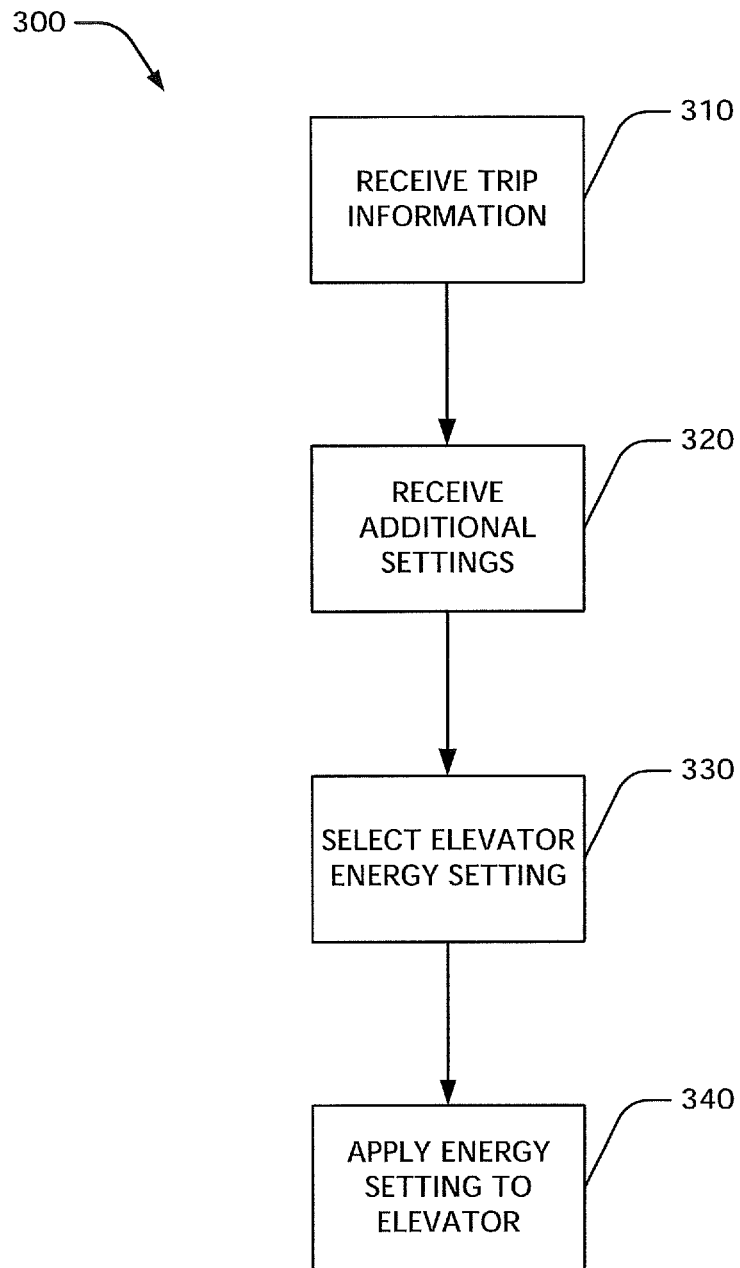 300
310
RECEIVE TRIP
INFORMATION
320
RECEIVE
ADDITIONAL
SETTINGS
330
SELECT ELEVATOR
ENERGY SETTING
340
APPLY ENERGY
SETTING TO
ELEVATOR